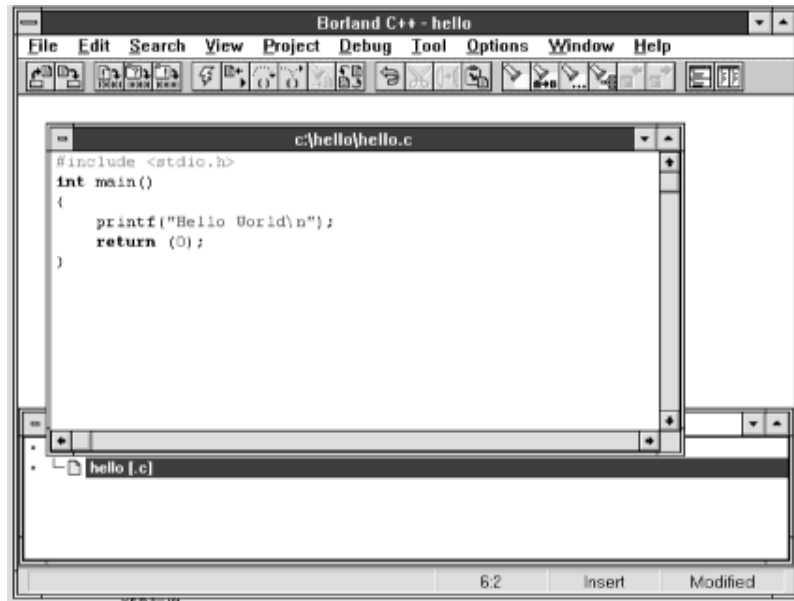 Borland C++ - hello
File Edit Search View Project Debug Tool Options Window Help
c:\hello\hello.c
#include <stdio.h>
int main()
{
    printf("Hello World\n");
    return (0);
}
hello [.c]
6:2 Insert Modified